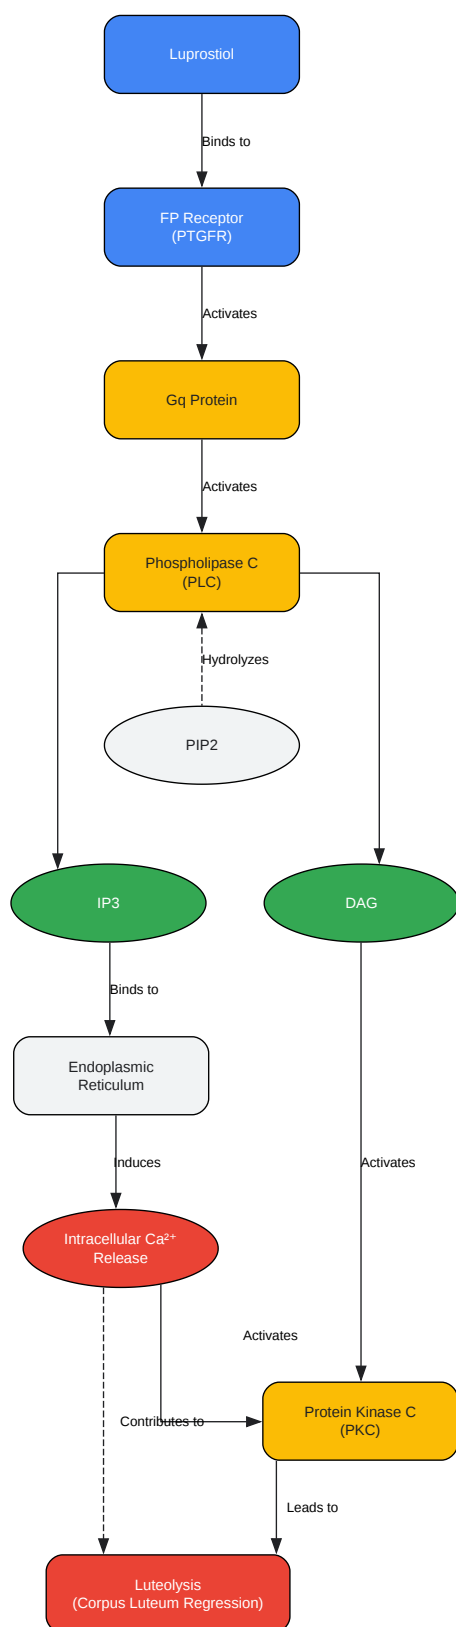 Luprostiol
Binds to
FP Receptor
(PTGFR)
Activates
Gq Protein
Activates
Phospholipase C
(PLC)
Hydrolyzes
PIP2
IP3
DAG
Binds to
Endoplasmic
Reticulum
Induces
Activates
Intracellular Ca²⁺
Release
Activates
Protein Kinase C
(PKC)
Contributes to
Leads to
Luteolysis
(Corpus Luteum Regression)